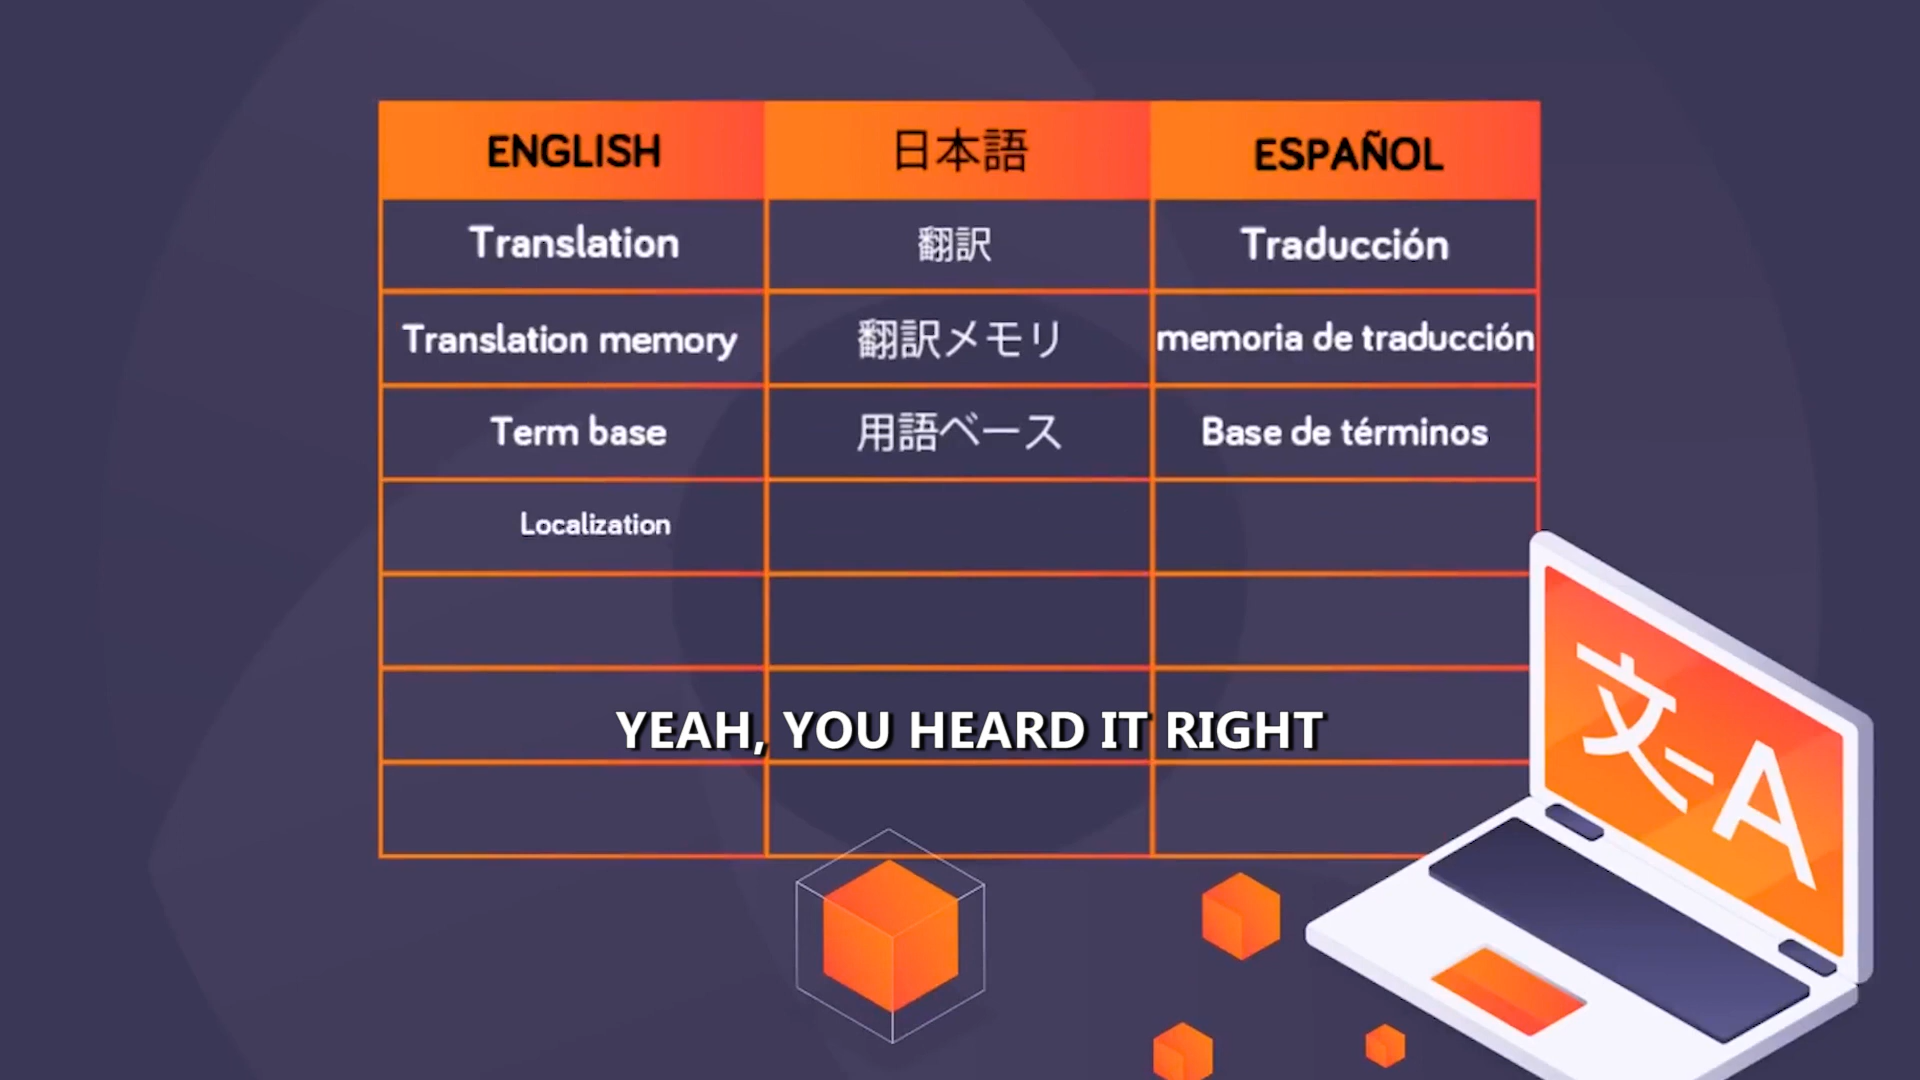 ENGLISH 日本語 ESPAÑOL
Translation 翻訳 Traducción
Translation memory 翻訳メモリ memoria de traducción
Term base 用語ベース Base de términos
Localization
YEAH, YOU HEARD IT RIGHT
文-A